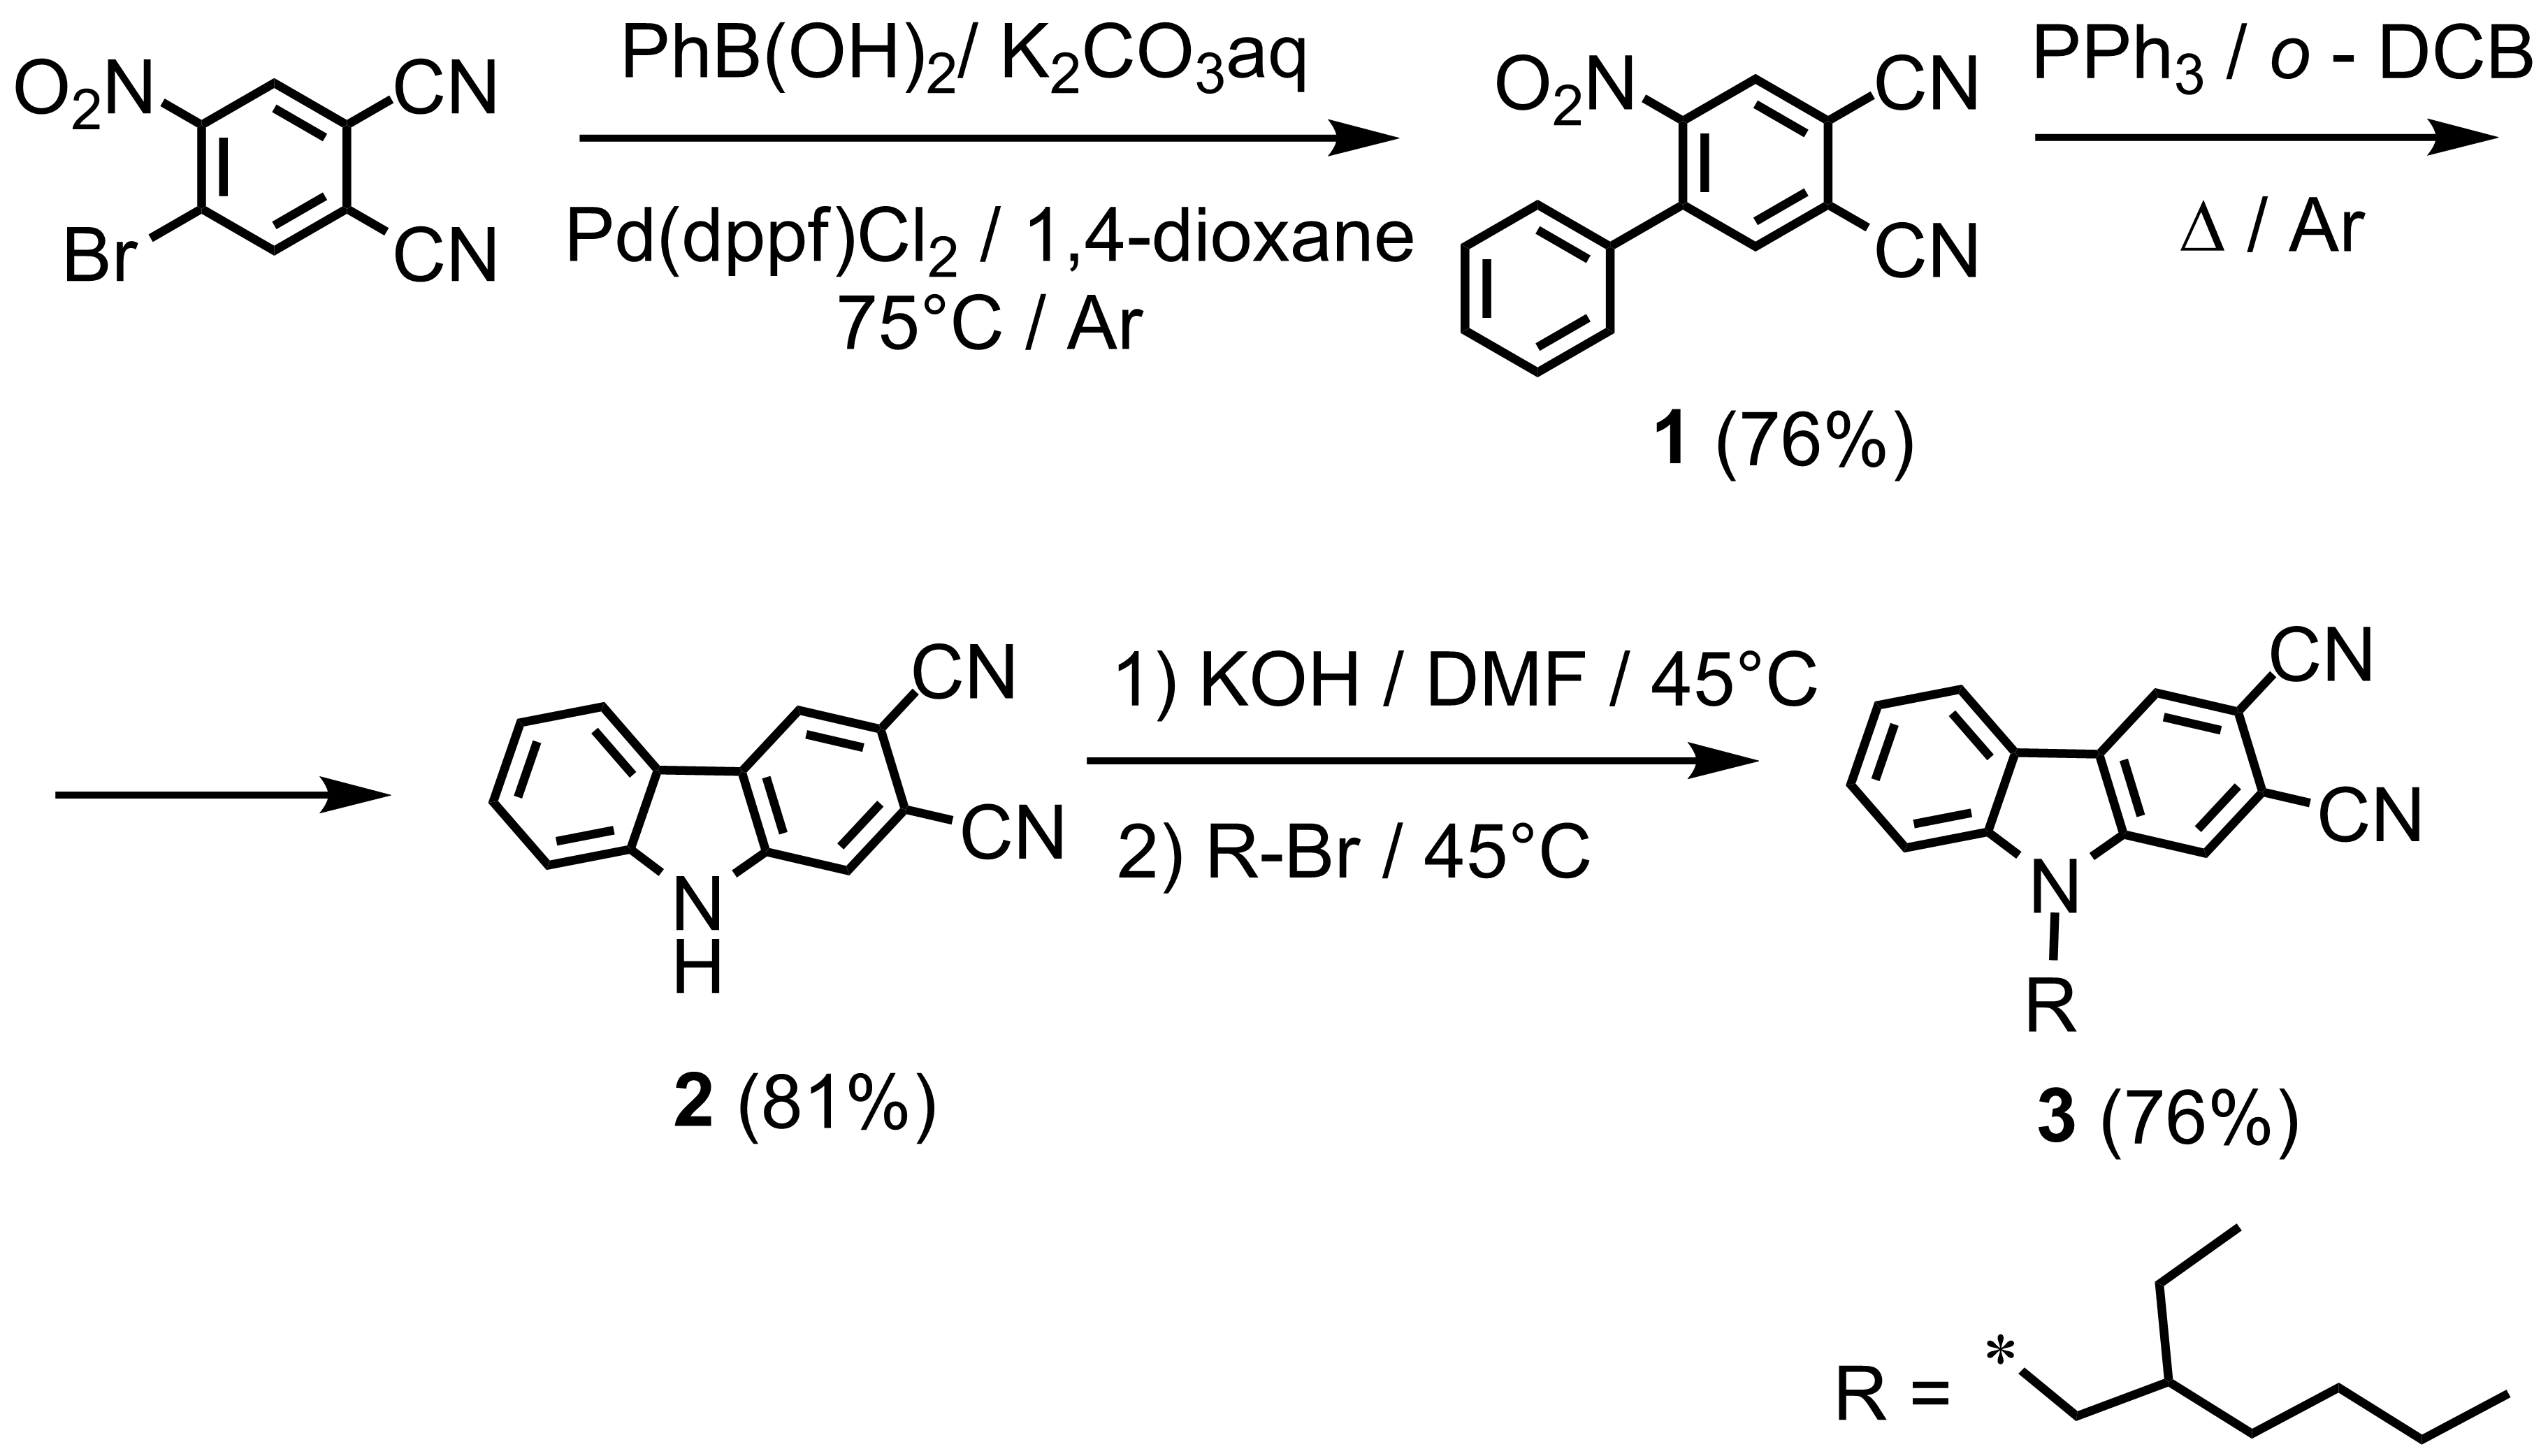 PhB(OH)2/ K2CO3aq
O2N
CN
Br
CN
Pd(dppf)Cl2 / 1,4-dioxane
75°C / Ar
O2N
CN
CN
1 (76%)
PPh3 / o - DCB
Δ / Ar
CN
CN
N
H
2 (81%)
1) KOH / DMF / 45°C
2) R-Br / 45°C
CN
CN
N
R
3 (76%)
R = *